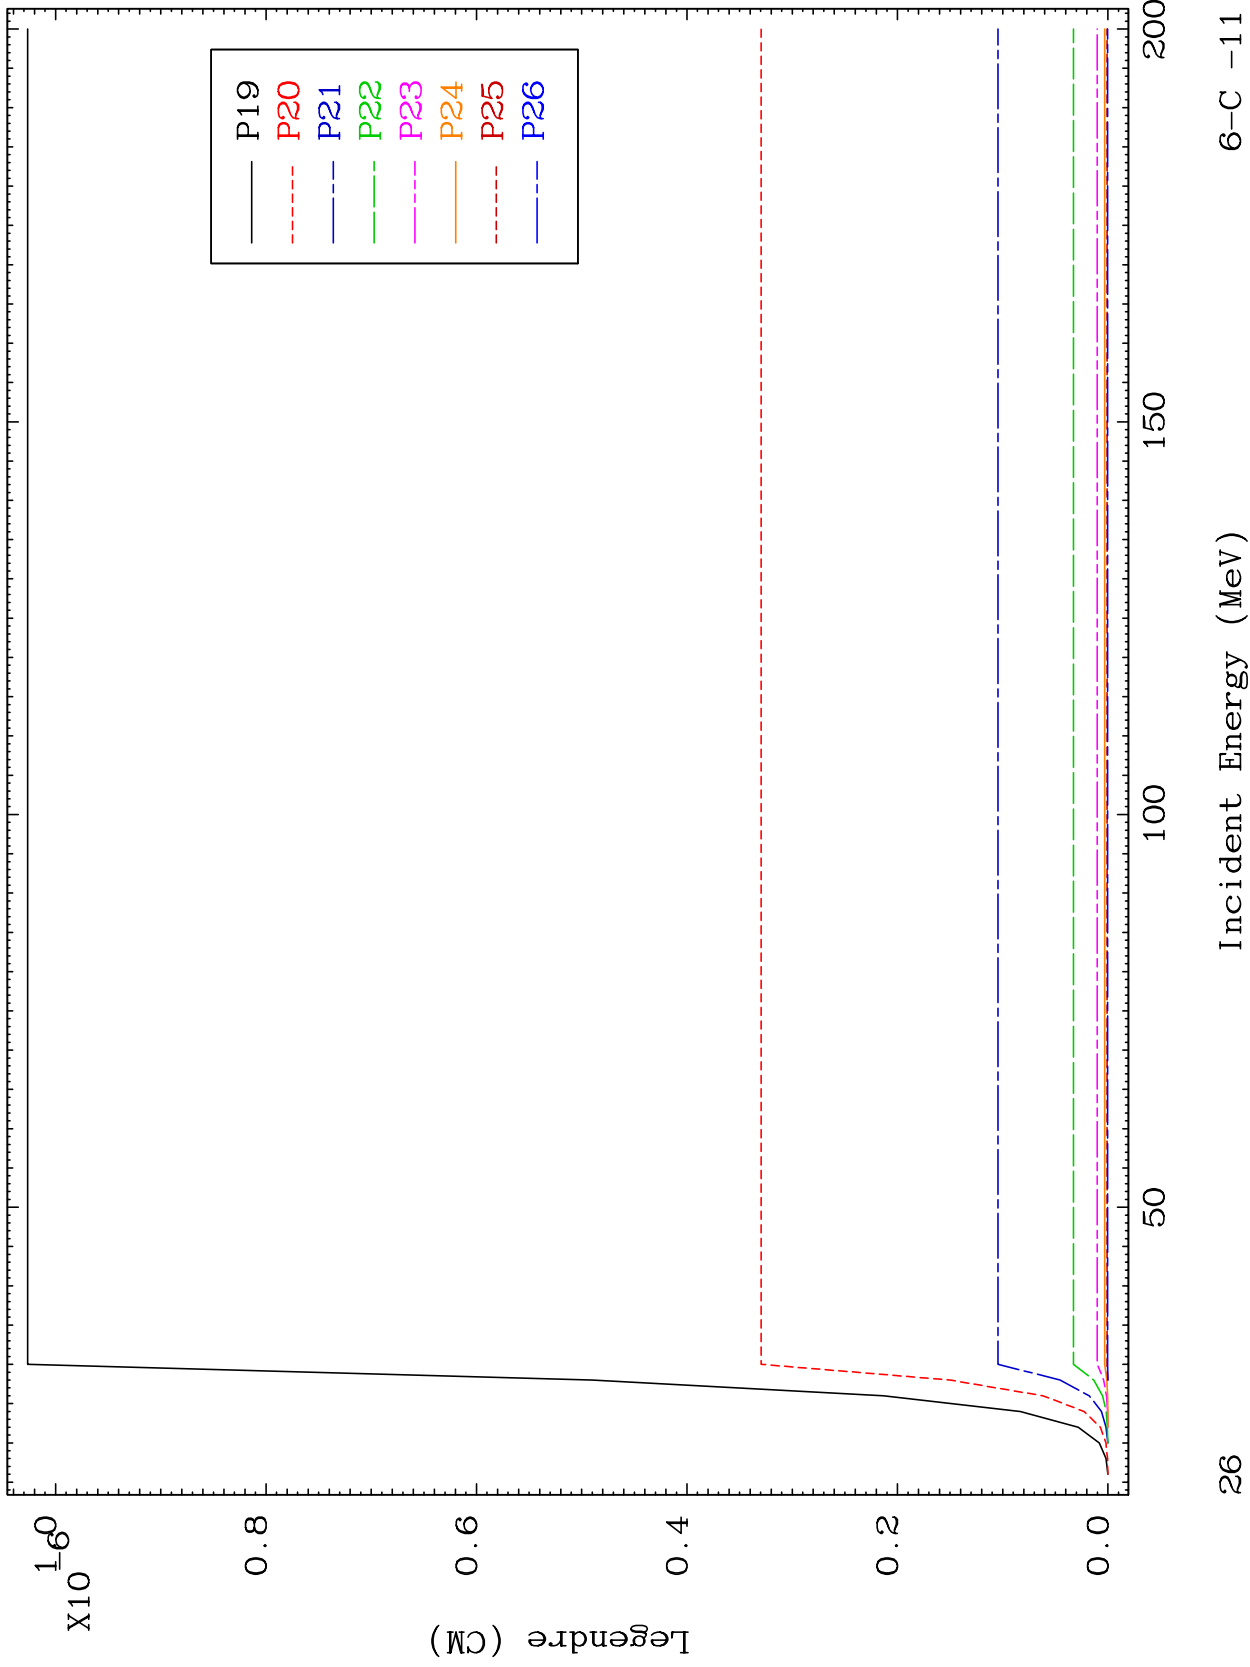 P19
P20
P21
P22
P23
P24
P25
P26
X10
-6
1.0
0.8
0.6
0.4
0.2
0.0
Legendre (CM)
50
100
150
200
Incident Energy (MeV)
26
6-C -11